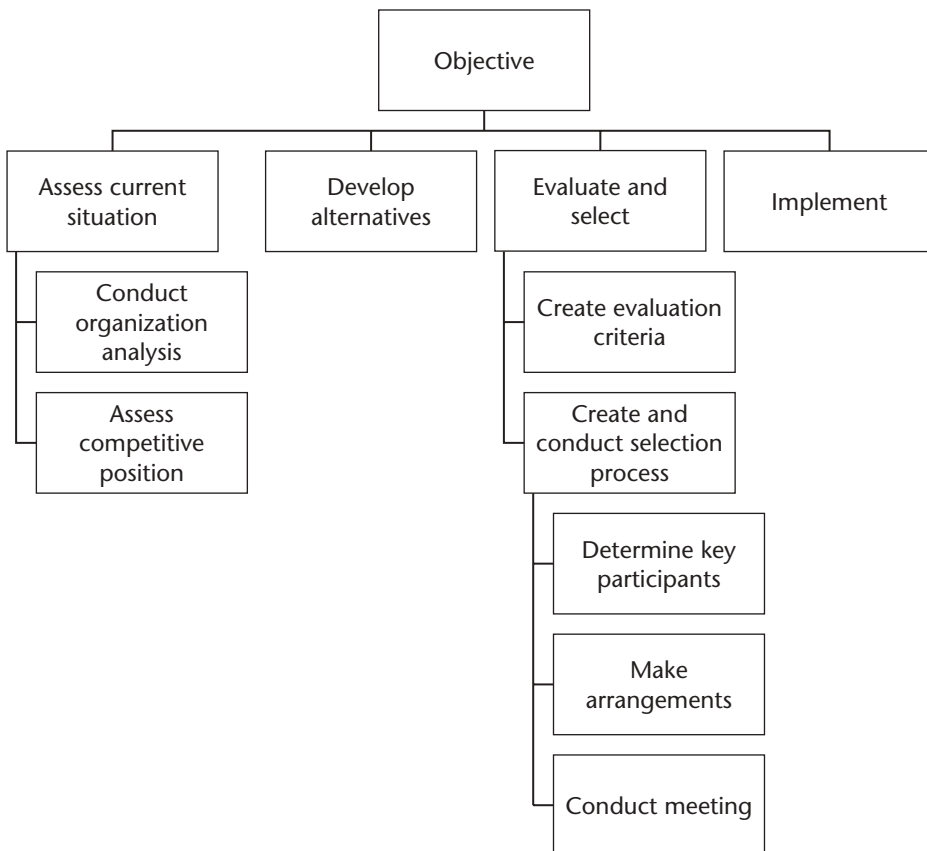 Objective
Assess current
situation
Develop
alternatives
Evaluate and
select
Implement
Conduct
organization
analysis
Assess
competitive
position
Create evaluation
criteria
Create and
conduct selection
process
Determine key
participants
Make
arrangements
Conduct meeting